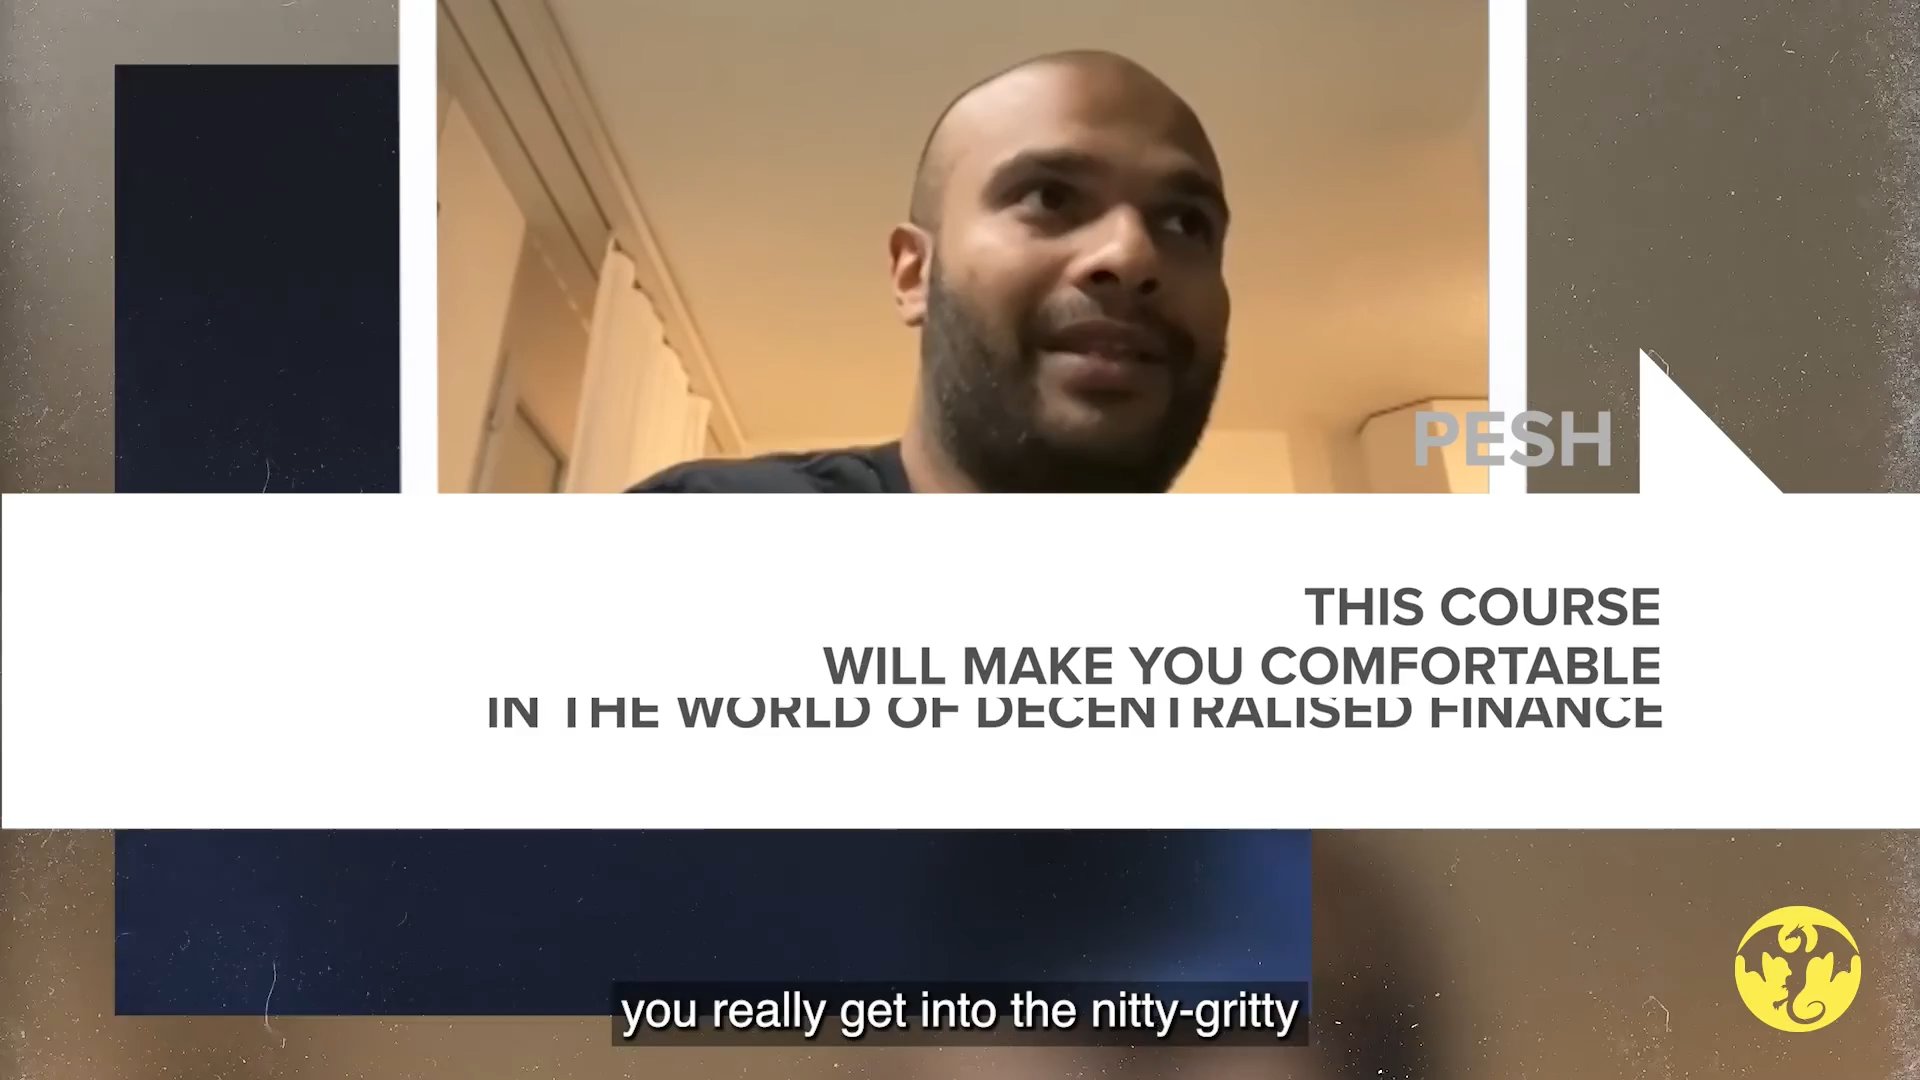 PESH
THIS COURSE
WILL MAKE YOU COMFORTABLE
IN THE WORLD OF DECENTRALISED FINANCE
you really get into the nitty-gritty